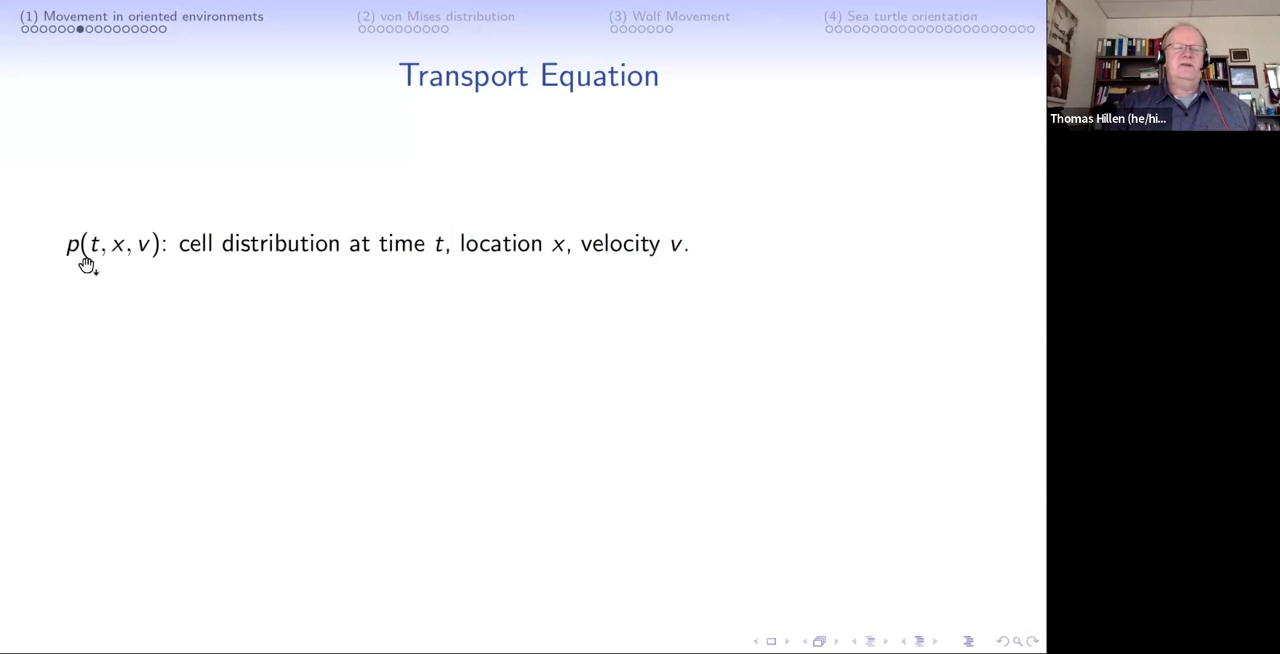 (1) Movement in oriented environments
(2) von Mises distribution
(3) Wolf Movement
(4) Sea turtle orientation
Transport Equation
Thomas Hillen (he/hi...
p(t, x, v): cell distribution at time t, location x, velocity v.